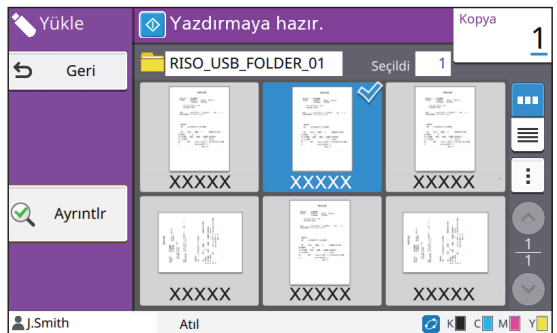 Yükle
Yazdırmaya hazır.
Kopya
1
Geri
RISO_USB_FOLDER_01
Seçildi 1
XXXXX XXXXX XXXXX
Ayrıntlr
1
1
XXXXX XXXXX XXXXX
J.Smith
Atıl
K C M Y